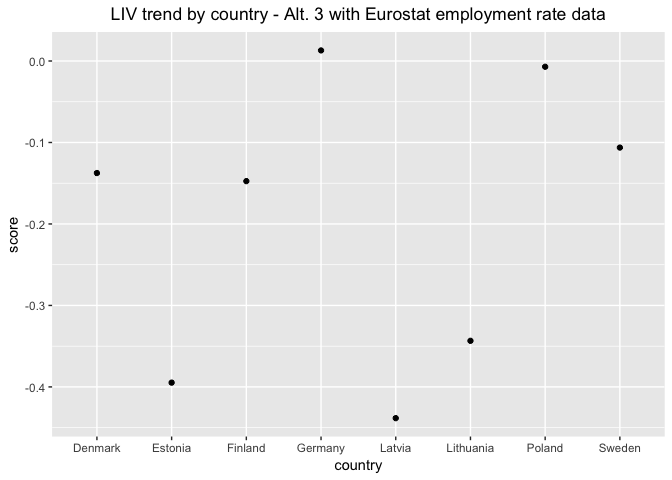 LIV trend by country - Alt. 3 with Eurostat employment rate data
0.0
-0.1
-0.2
-0.3
-0.4
score
Denmark Estonia Finland Germany Latvia Lithuania Poland Sweden
country